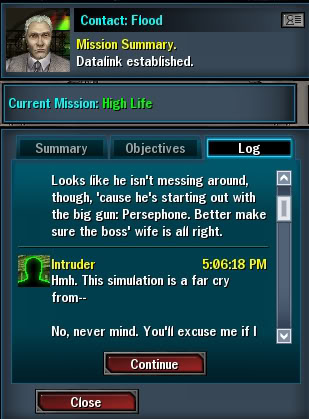 Contact: Flood
Mission Summary.
Datalink established.
Current Mission: High Life
Summary
Objectives
Log
Looks like he isn't messing around,
though, 'cause he's starting out with
the big gun: Persephone. Better make
sure the boss' wife is all right.
Intruder 5:06:18 PM
Hmh. This simulation is a far cry
from--
No, never mind. You'll excuse me if I
Continue
Close